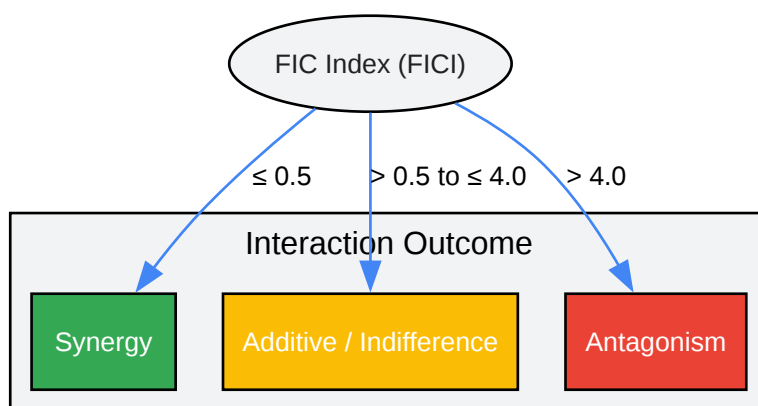 FIC Index (FICI)
≤ 0.5
> 0.5 to ≤ 4.0
> 4.0
Interaction Outcome
Synergy
Additive / Indifference
Antagonism